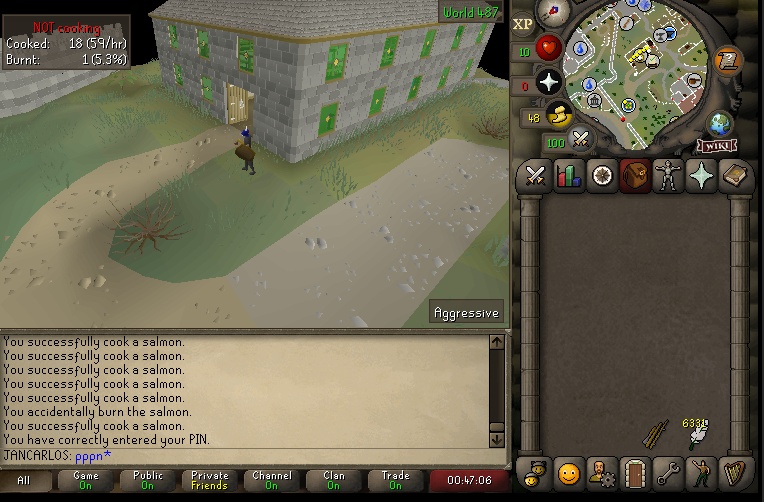 NOT cooking
Cooked: 18 (59/hr)
Burnt: 1 (5.3%)
World 487
XP
10
0
48
100
WIKI
Aggressive
6331
You successfully cook a salmon.
You successfully cook a salmon.
You successfully cook a salmon.
You successfully cook a salmon.
You successfully cook a salmon.
You accidentally burn the salmon.
You successfully cook a salmon.
You have correctly entered your PIN.
JANCARLOS: pppn*
All
Game
On
Public
On
Private
Friends
Channel
On
Clan
On
Trade
On
00:47:06